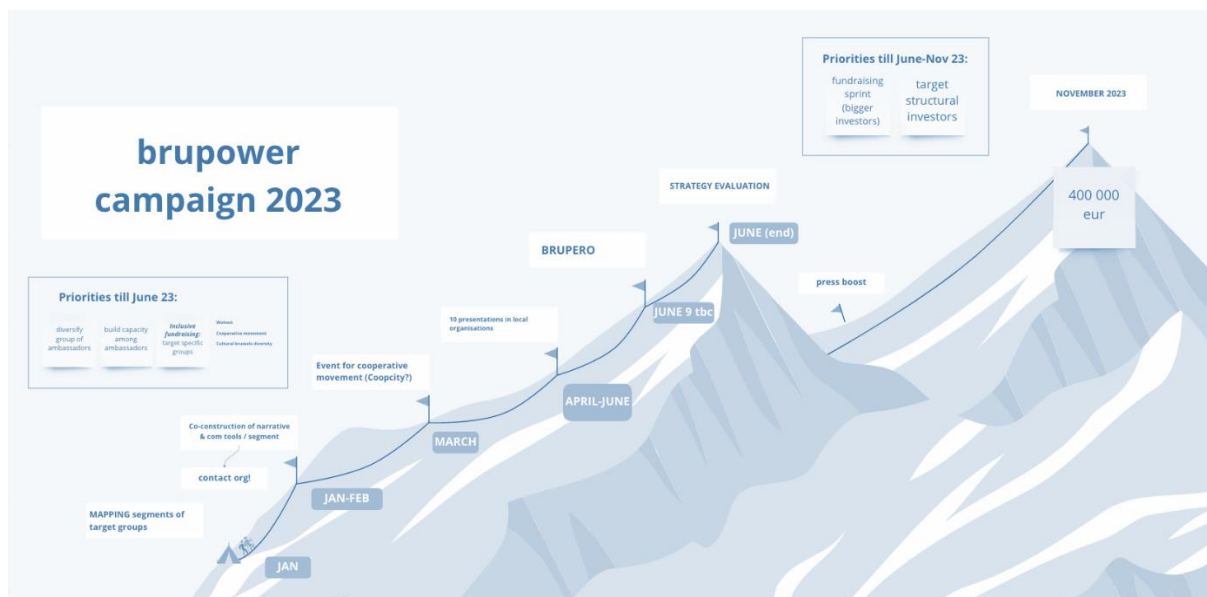 brupower
campaign 2023
Priorities till June-Nov 23:
fundraising
sprint
(bigger
investors)
target
structural
investors
NOVEMBER 2023
400 000
eur
STRATEGY EVALUATION
JUNE (end)
BRUPERO
JUNE 9 tbc
press boost
Priorities till June 23:
diversify
group of
ambassadors
build capacity
among
ambassadors
Inclusive
fundraising:
target specific
groups
Women
Cooperative movement
Cultural brussels diversity
10 presentations in local
organisations
APRIL-JUNE
Event for cooperative
movement (Coopcity?)
MARCH
Co-construction of narrative
& com tools / segment
contact org!
JAN-FEB
MAPPING segments of
target groups
JAN